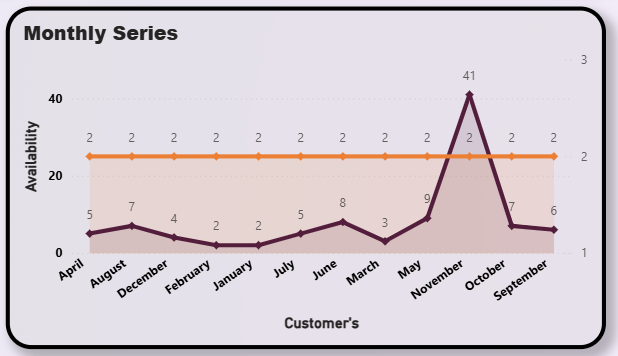 Monthly Series
3
41
40
2 2 2 2 2 2 2 2 2 2 2 2
2
20
5 7 4 2 2 5 8 3 9 7 6
0
1
April August December February January July June March May November October September
Availability
Customer's